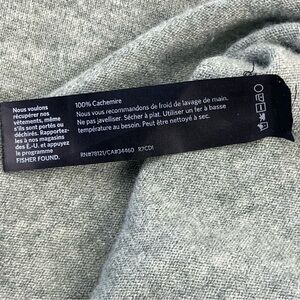 Nous voulons
récupérer nos
vêtements, même
s'ils sont portés ou
déchirés. Rapportez-
les à nos magasins
des É.-U. et appuyez
le programme
FISHER FOUND.
100% Cachemire
Nous vous recommandons de froid de lavage de main.
Ne pas javelliser. Sécher à plat. Utiliser un fer à basse
température au besoin. Peut être nettoyé à sec.
RN#78121/CA#34460 R7CDI